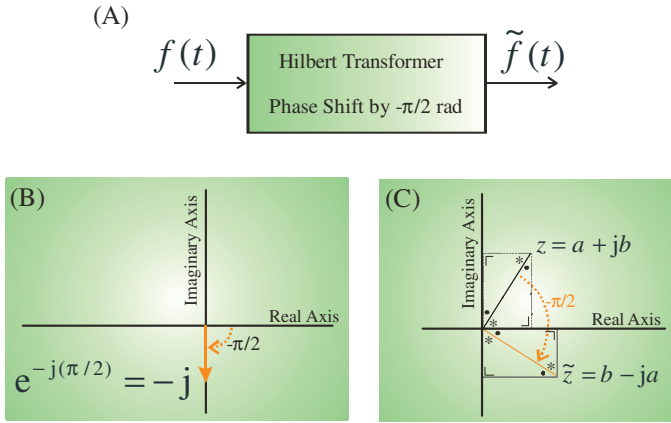 (A)
f(t)
Hilbert Transformer
Phase Shift by -π/2 rad
f̃(t)
(B)
Imaginary Axis
Real Axis
-π/2
e^{-j(π/2)} = -j
(C)
Imaginary Axis
z = a + jb
*
-π/2
Real Axis
*
*
*
z̃ = b - ja